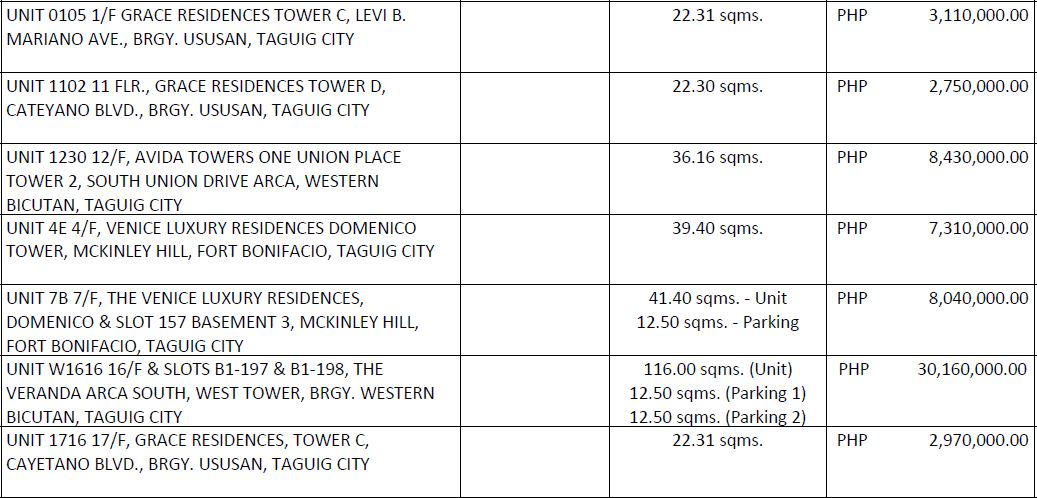 UNIT 0105 1/F GRACE RESIDENCES TOWER C, LEVI B.
MARIANO AVE., BRGY. USUSAN, TAGUIG CITY
22.31 sqms.
PHP 3,110,000.00
UNIT 1102 11 FLR., GRACE RESIDENCES TOWER D,
CATEYANO BLVD., BRGY. USUSAN, TAGUIG CITY
22.30 sqms.
PHP 2,750,000.00
UNIT 1230 12/F, AVIDA TOWERS ONE UNION PLACE
TOWER 2, SOUTH UNION DRIVE ARCA, WESTERN
BICUTAN, TAGUIG CITY
36.16 sqms.
PHP 8,430,000.00
UNIT 4E 4/F, VENICE LUXURY RESIDENCES DOMENICO
TOWER, MCKINLEY HILL, FORT BONIFACIO, TAGUIG CITY
39.40 sqms.
PHP 7,310,000.00
UNIT 7B 7/F, THE VENICE LUXURY RESIDENCES,
DOMENICO & SLOT 157 BASEMENT 3, MCKINLEY HILL,
FORT BONIFACIO, TAGUIG CITY
41.40 sqms. - Unit
12.50 sqms. - Parking
PHP 8,040,000.00
UNIT W1616 16/F & SLOTS B1-197 & B1-198, THE
VERANDA ARCA SOUTH, WEST TOWER, BRGY. WESTERN
BICUTAN, TAGUIG CITY
116.00 sqms. (Unit)
12.50 sqms. (Parking 1)
12.50 sqms. (Parking 2)
PHP 30,160,000.00
UNIT 1716 17/F, GRACE RESIDENCES, TOWER C,
CAYETANO BLVD., BRGY. USUSAN, TAGUIG CITY
22.31 sqms.
PHP 2,970,000.00